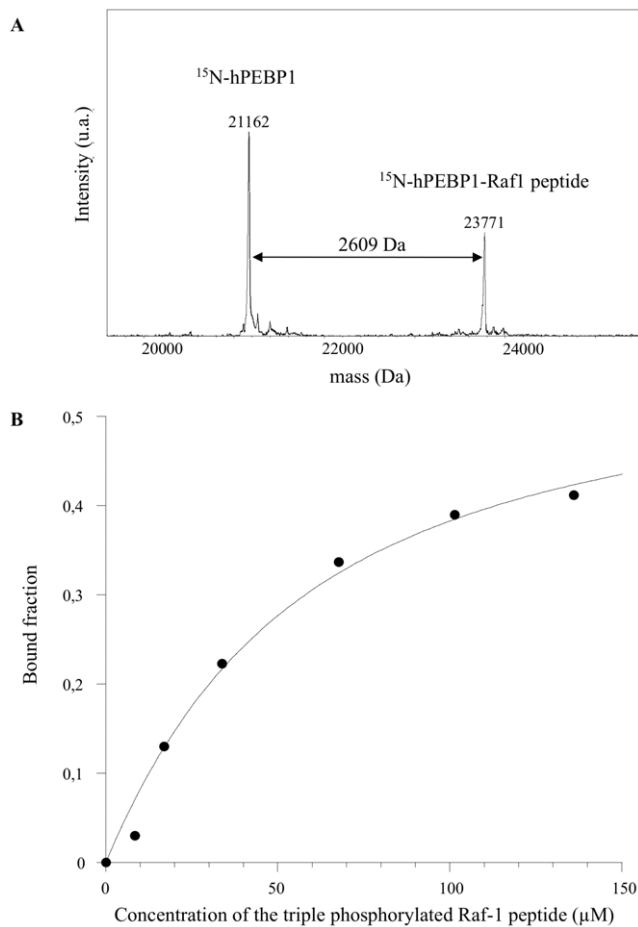 A
Intensity (u.a.)
¹⁵N-hPEBP1
21162
¹⁵N-hPEBP1-Raf1 peptide
23771
2609 Da
20000 22000 24000
mass (Da)
B
Bound fraction
0,5
0,4
0,3
0,2
0,1
0
0 50 100 150
Concentration of the triple phosphorylated Raf-1 peptide (µM)